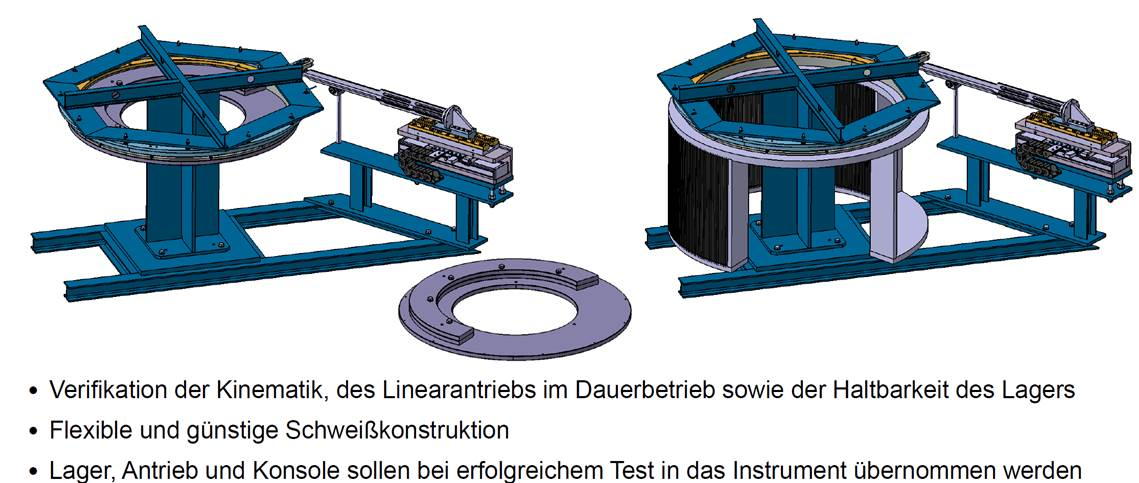 • Verifikation der Kinematik, des Linearantriebs im Dauerbetrieb sowie der Haltbarkeit des Lagers
• Flexible und günstige Schweißkonstruktion
• Lager, Antrieb und Konsole sollen bei erfolgreichem Test in das Instrument übernommen werden